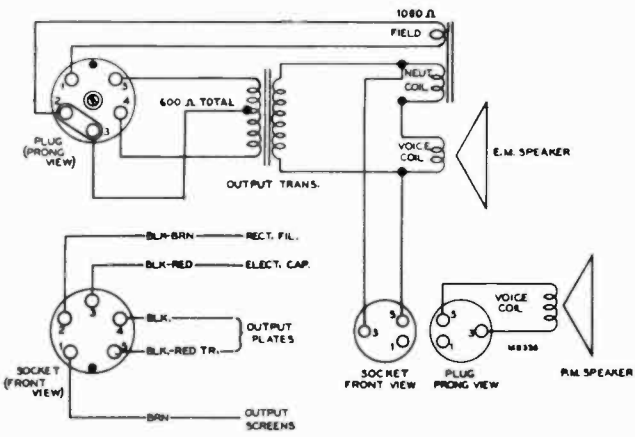 1080 Ω
FIELD
1
5
2
4
3
PLUG
(PRONG
VIEW)
600 Ω TOTAL
OUTPUT TRANS.
NEUT
COIL
VOICE
COIL
E.M. SPEAKER
BLK-BRN
RECT. FIL.
BLK-RED
ELECT. CAP.
3
2
4
1
5
BLK.
BLK-RED TR.
OUTPUT
PLATES
SOCKET
(FRONT
VIEW)
BRN
OUTPUT
SCREENS
3
5
1
SOCKET
FRONT VIEW
5
3
1
PLUG
PRONG VIEW
VOICE
COIL
P.M. SPEAKER